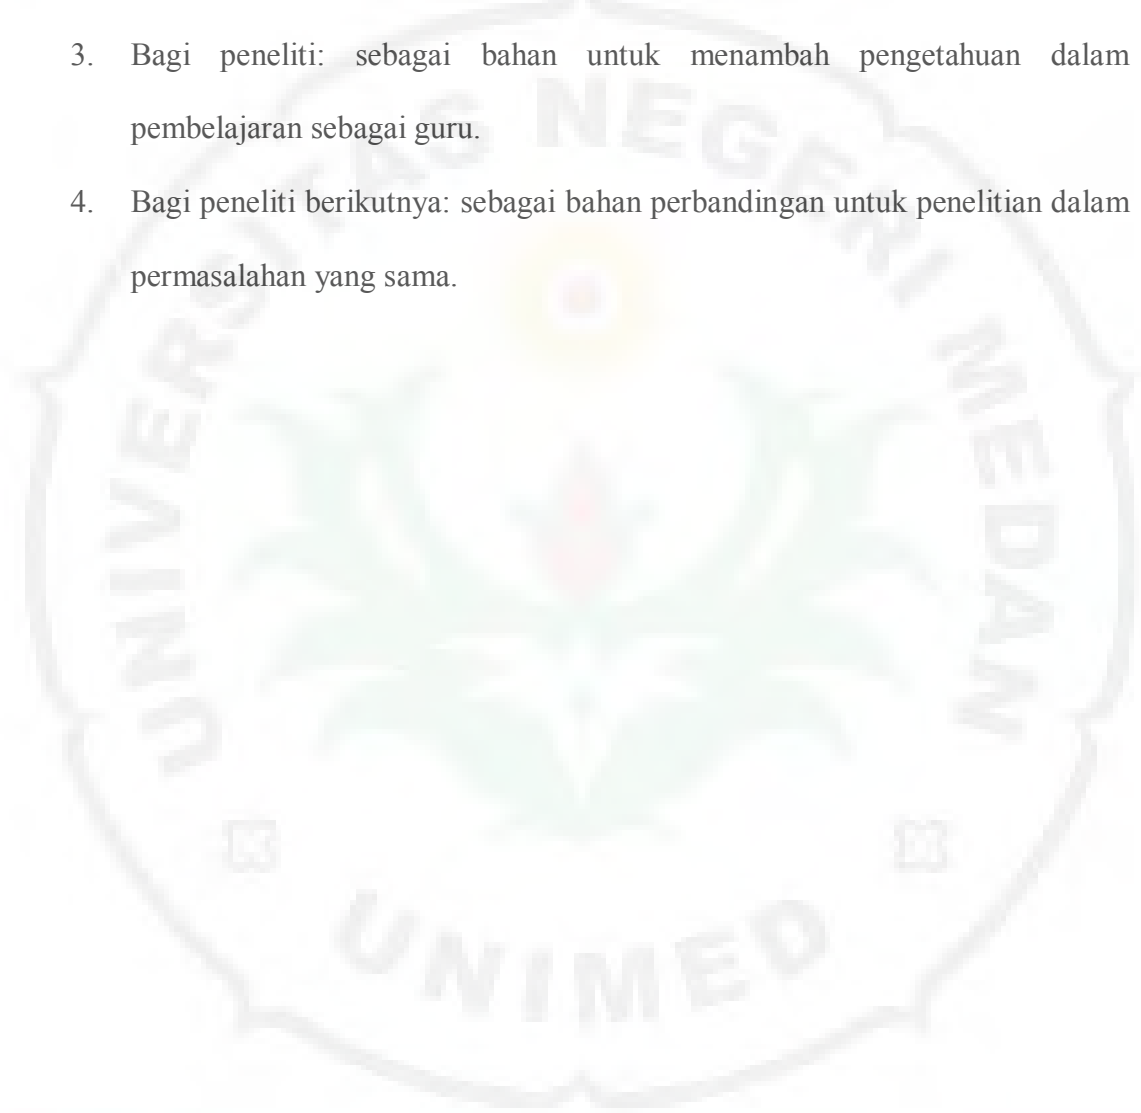 3. Bagi peneliti: sebagai bahan untuk menambah pengetahuan dalam
pembelajaran sebagai guru.
4. Bagi peneliti berikutnya: sebagai bahan perbandingan untuk penelitian dalam
permasalahan yang sama.
UNIVERSITAS NEGERI MEDAN
UNIMED